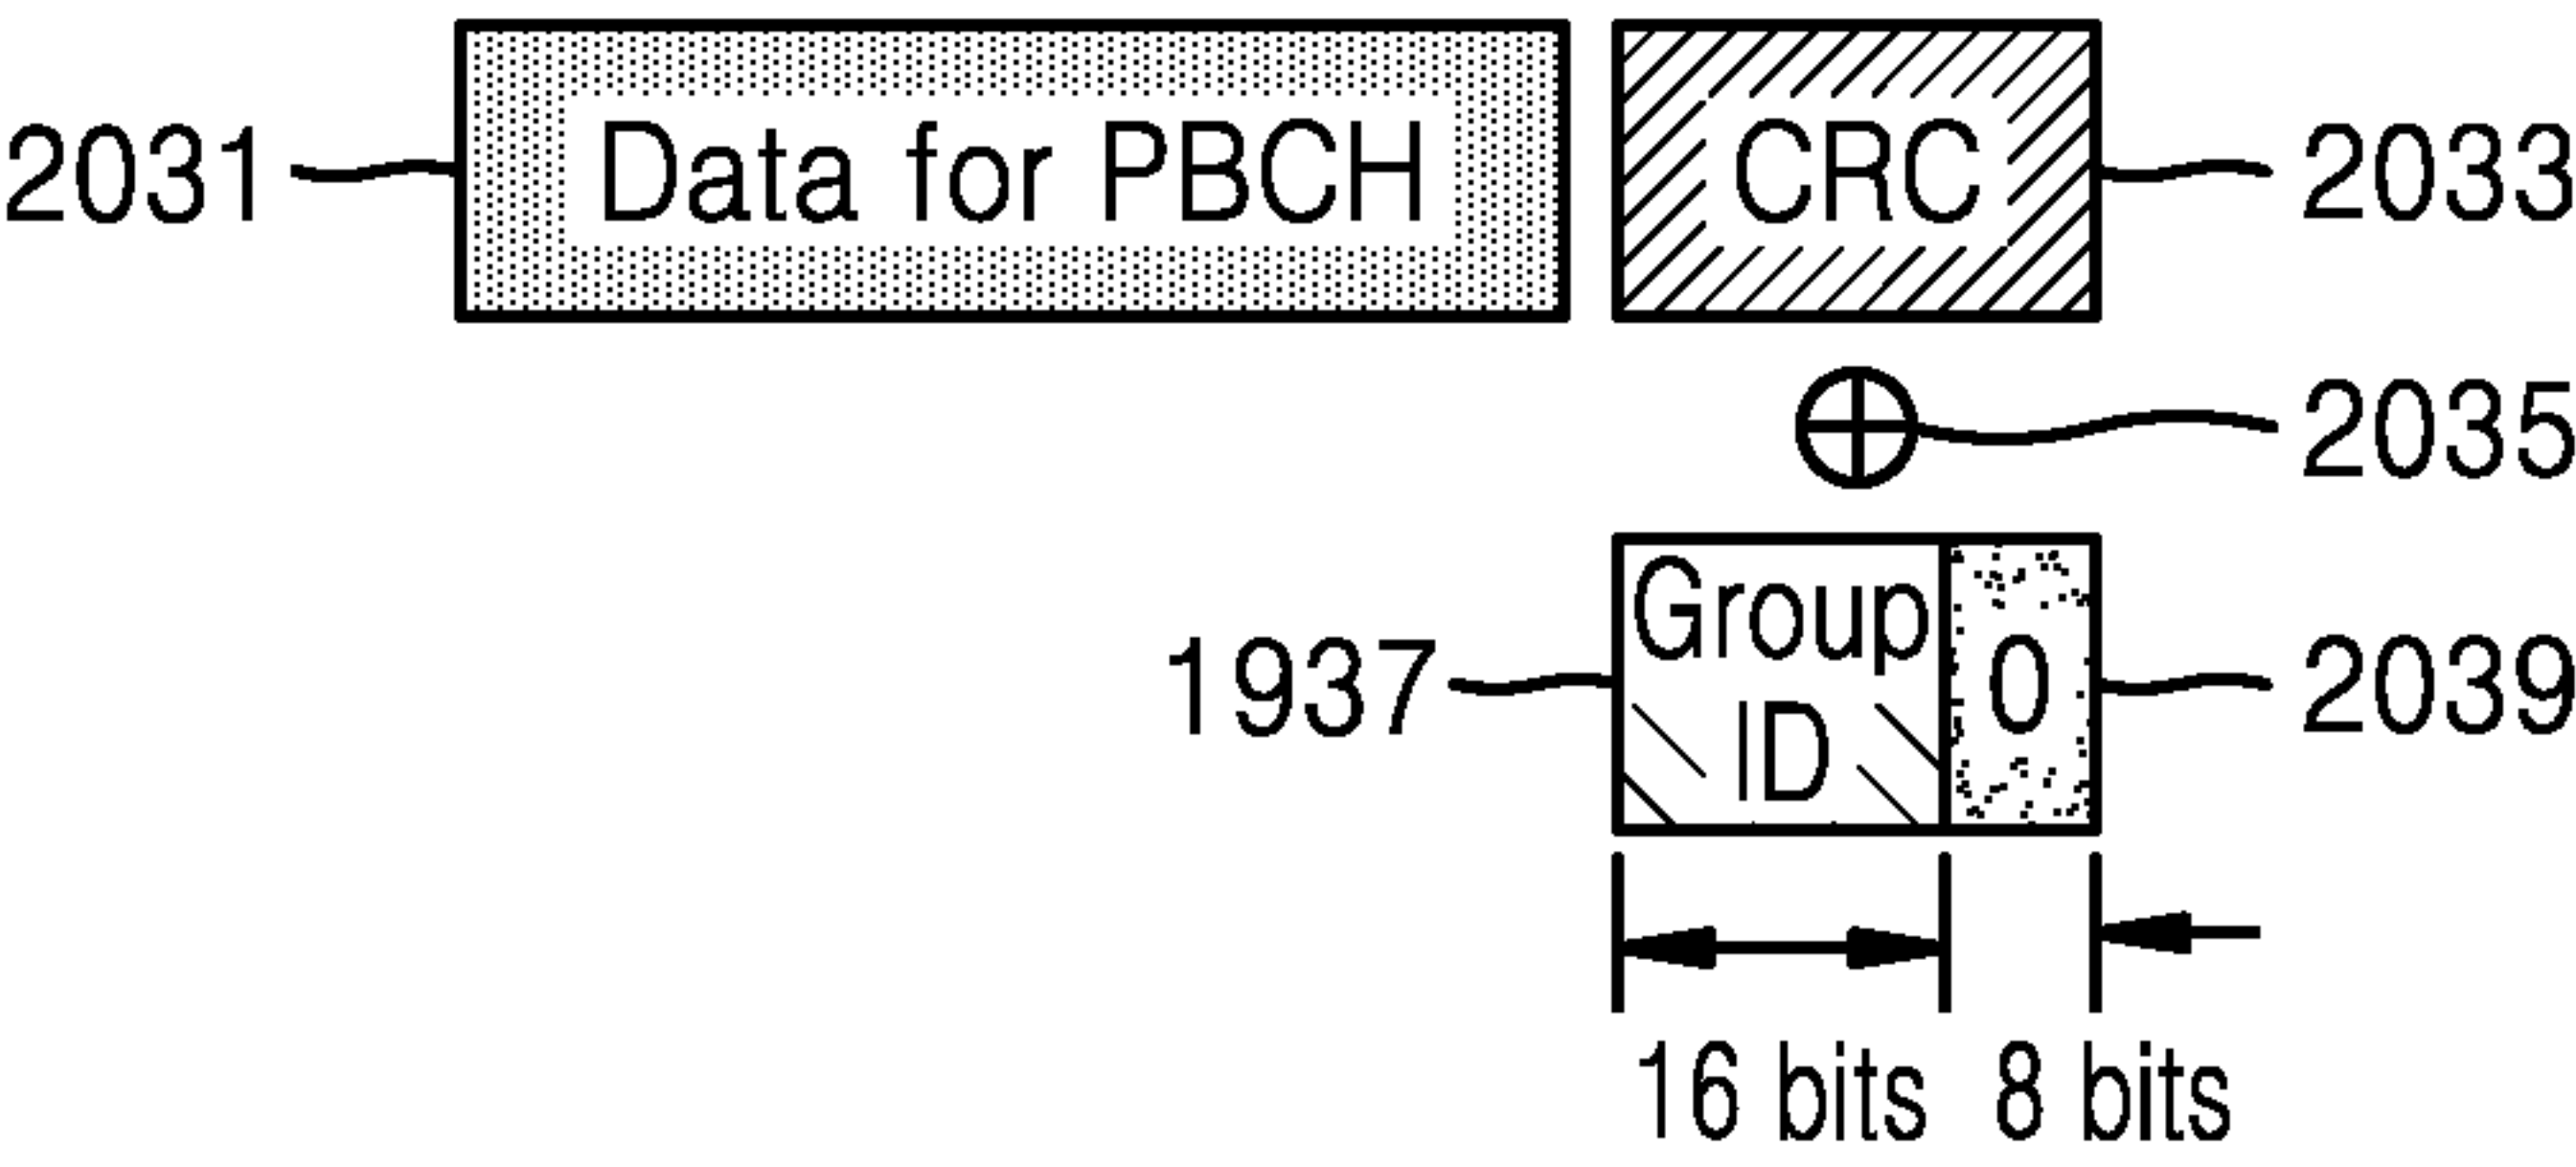 2031 Data for PBCH CRC 2033
2035
Group
1937 0 2039
ID
16 bits 8 bits